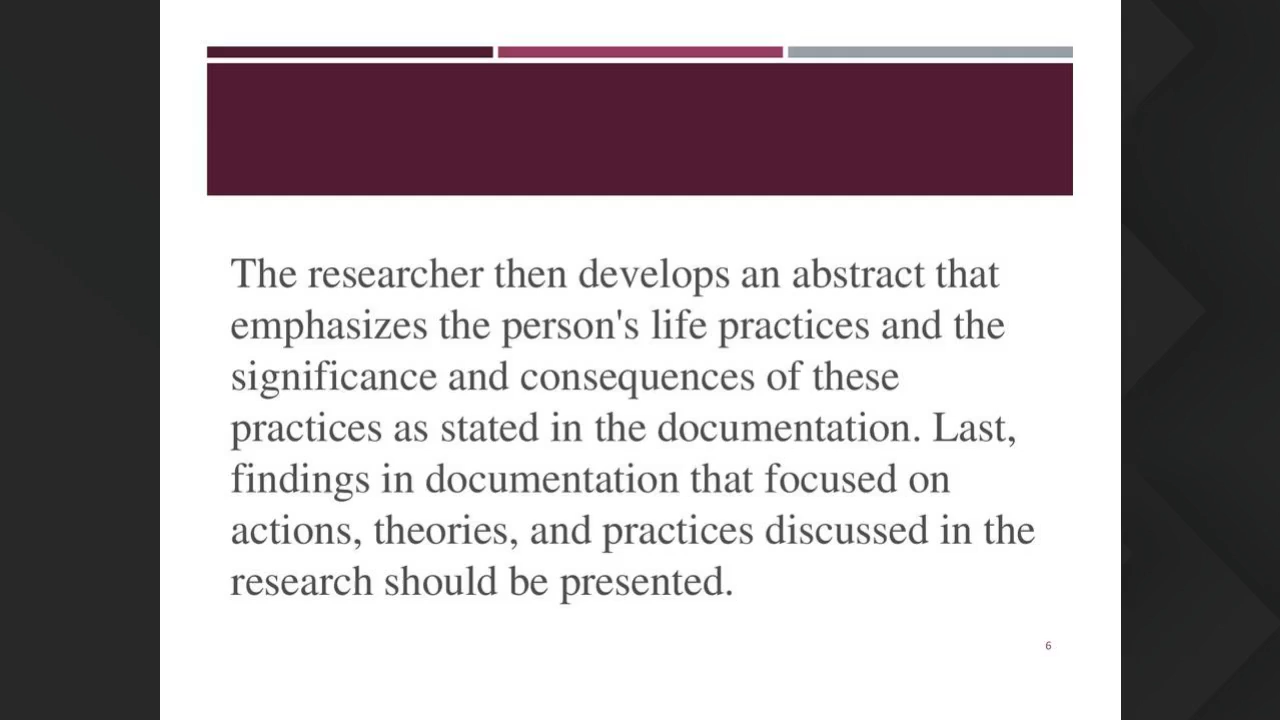 The researcher then develops an abstract that
emphasizes the person's life practices and the
significance and consequences of these
practices as stated in the documentation. Last,
findings in documentation that focused on
actions, theories, and practices discussed in the
research should be presented.
6